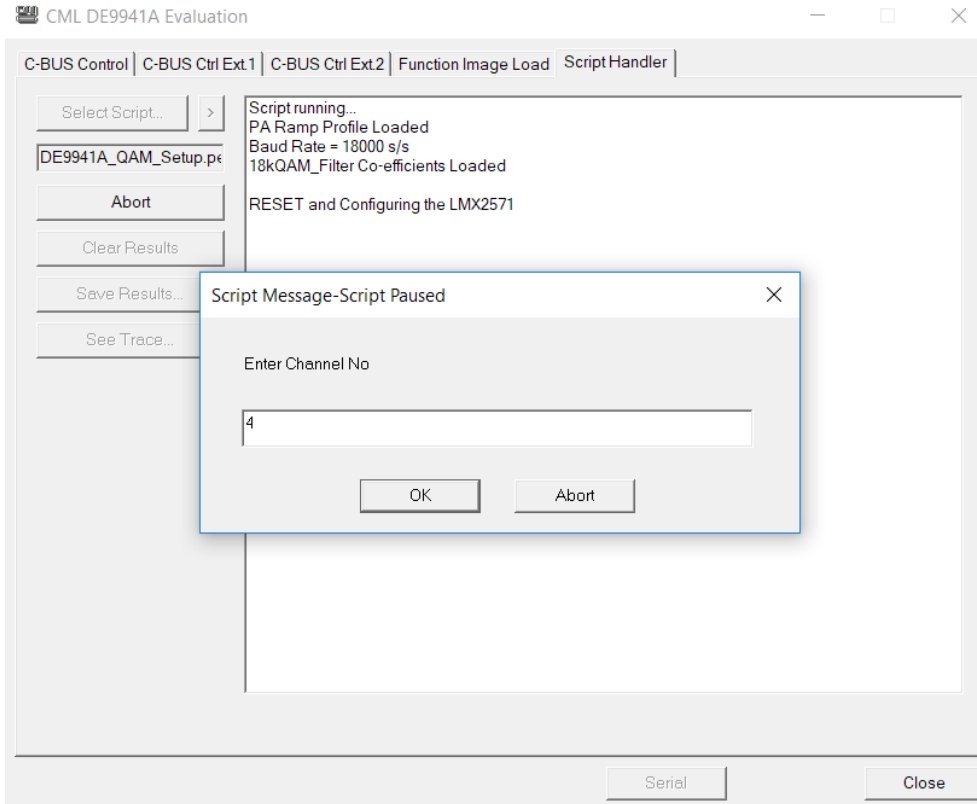 CML DE9941A Evaluation
C-BUS Control
C-BUS Ctrl Ext.1
C-BUS Ctrl Ext.2
Function Image Load
Script Handler
Select Script...
>
DE9941A_QAM_Setup.pe
Abort
Clear Results
Save Results...
See Trace...
Script running...
PA Ramp Profile Loaded
Baud Rate = 18000 s/s
18kQAM_Filter Co-efficients Loaded
RESET and Configuring the LMX2571
Script Message-Script Paused
Enter Channel No
4
OK
Abort
Serial
Close